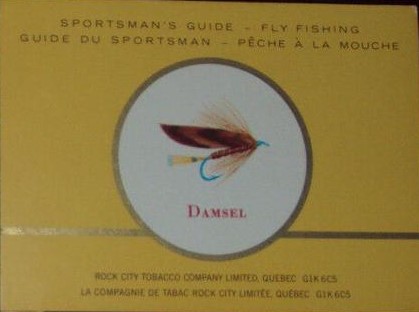 SPORTSMAN'S GUIDE – FLY FISHING
GUIDE DU SPORTSMAN – PÊCHE À LA MOUCHE
DAMSEL
ROCK CITY TOBACCO COMPANY LIMITED, QUEBEC G1K 6C5
LA COMPAGNIE DE TABAC ROCK CITY LIMITÉE, QUÉBEC G1K 6C5